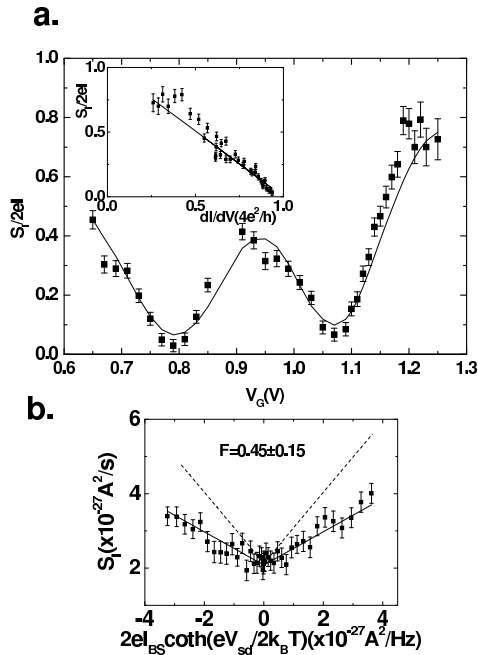 a.
1.0
0.8
0.6
0.4
0.2
0.0
S_I/2eI
1.0
0.5
0.0
S_I/2eI
0.0
0.5
1.0
dI/dV(4e²/h)
0.6 0.7 0.8 0.9 1.0 1.1 1.2 1.3
V_G(V)
b.
6
4
2
S_I(x10⁻²⁷A²/s)
F=0.45±0.15
-4 -2 0 2 4
2eI_BS coth(eV_sd/2k_BT)(x10⁻²⁷A²/Hz)